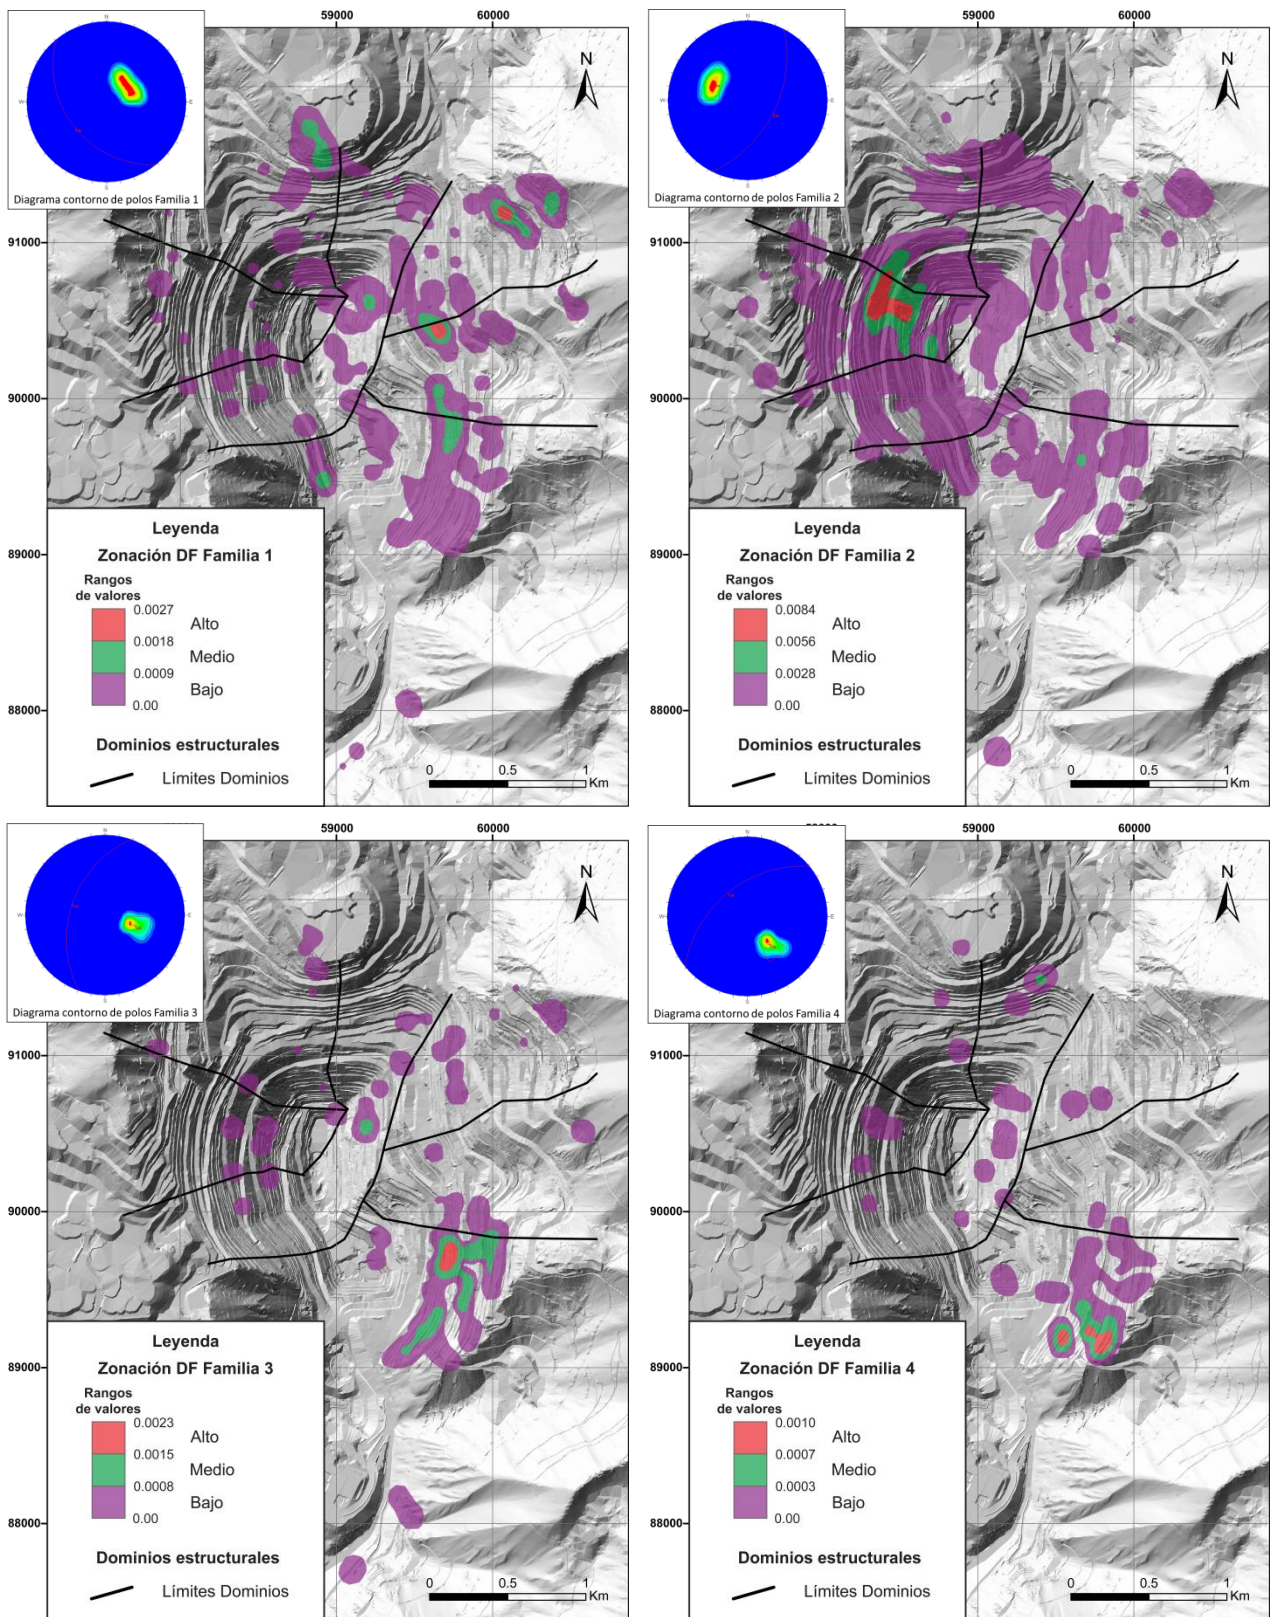 59000 60000
N
W E
S
Diagrama contorno de polos Familia 1
N
91000
90000
89000
88000
Leyenda
Zonación DF Familia 1
Rangos
de valores
0.0027
Alto
0.0018
Medio
0.0009
Bajo
0.00
Dominios estructurales
Límites Dominios
0 0.5 1
Km
59000 60000
N
W E
S
Diagrama contorno de polos Familia 2
N
91000
90000
89000
88000
Leyenda
Zonación DF Familia 2
Rangos
de valores
0.0084
Alto
0.0056
Medio
0.0028
Bajo
0.00
Dominios estructurales
Límites Dominios
0 0.5 1
Km
59000 60000
N
W E
S
Diagrama contorno de polos Familia 3
N
91000
90000
89000
88000
Leyenda
Zonación DF Familia 3
Rangos
de valores
0.0023
Alto
0.0015
Medio
0.0008
Bajo
0.00
Dominios estructurales
Límites Dominios
0 0.5 1
Km
59000 60000
N
W E
S
Diagrama contorno de polos Familia 4
N
91000
90000
89000
88000
Leyenda
Zonación DF Familia 4
Rangos
de valores
0.0010
Alto
0.0007
Medio
0.0003
Bajo
0.00
Dominios estructurales
Límites Dominios
0 0.5 1
Km